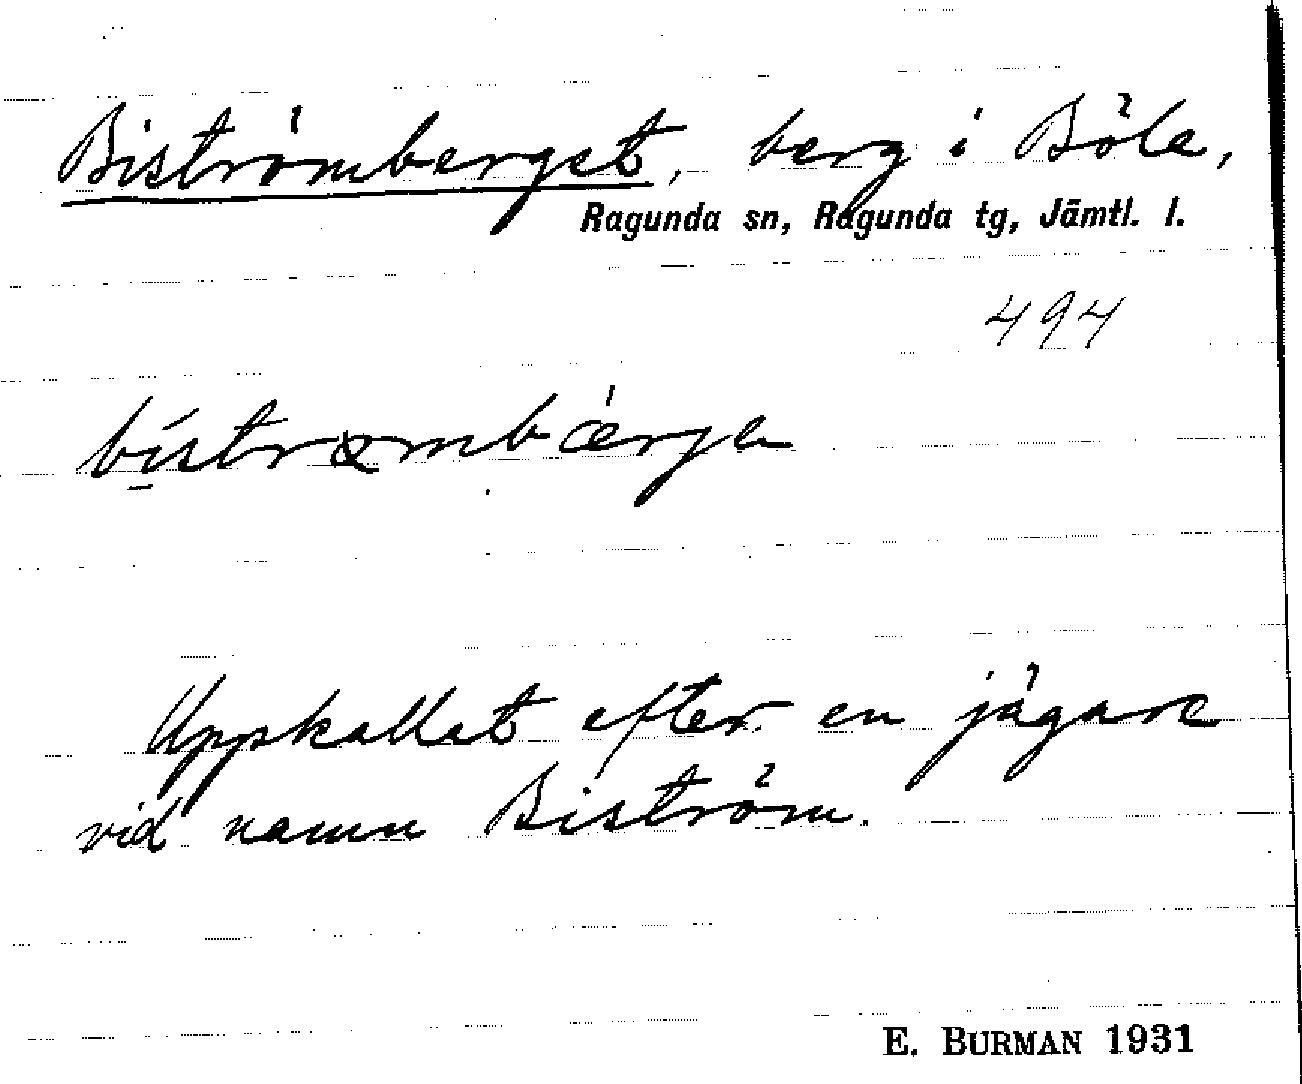 Biströmberget, berg i Böle,
Ragunda sn, Ragunda tg, Jämtl. l.
494
Uppkallat efter en jägare
vid namn Biström.
E. BURMAN 1931